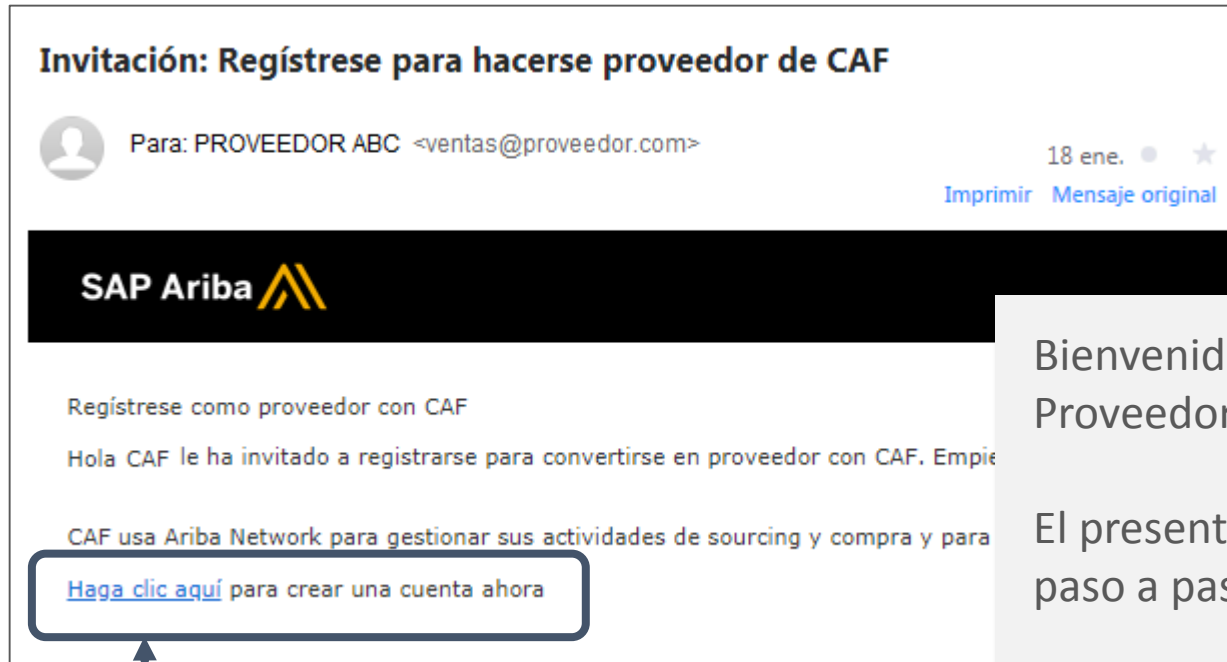 Invitación: Regístrese para hacerse proveedor de CAF
Para: PROVEEDOR ABC <ventas@proveedor.com>
18 ene.
Imprimir Mensaje original
SAP Ariba
Regístrese como proveedor con CAF
Hola CAF le ha invitado a registrarse para convertirse en proveedor con CAF. Empie
CAF usa Ariba Network para gestionar sus actividades de sourcing y compra y para
Haga clic aquí para crear una cuenta ahora
Bienvenid
Proveedor
El present
paso a pas